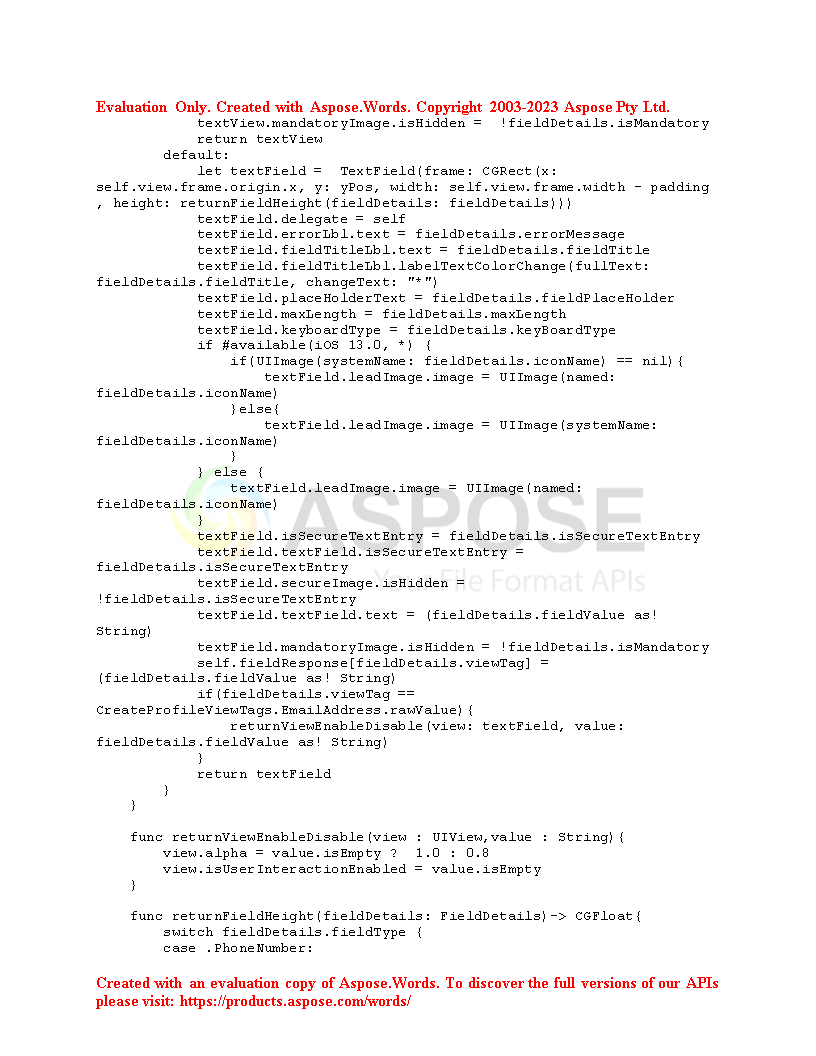 Evaluation Only. Created with Aspose.Words. Copyright 2003-2023 Aspose Pty Ltd.
            textView.mandatoryImage.isHidden =  !fieldDetails.isMandatory
            return textView
        default:
            let textField =  TextField(frame: CGRect(x:
self.view.frame.origin.x, y: yPos, width: self.view.frame.width - padding
, height: returnFieldHeight(fieldDetails: fieldDetails)))
            textField.delegate = self
            textField.errorLbl.text = fieldDetails.errorMessage
            textField.fieldTitleLbl.text = fieldDetails.fieldTitle
            textField.fieldTitleLbl.labelTextColorChange(fullText:
fieldDetails.fieldTitle, changeText: "*")
            textField.placeHolderText = fieldDetails.fieldPlaceHolder
            textField.maxLength = fieldDetails.maxLength
            textField.keyboardType = fieldDetails.keyBoardType
            if #available(iOS 13.0, *) {
                if(UIImage(systemName: fieldDetails.iconName) == nil){
                    textField.leadImage.image = UIImage(named:
fieldDetails.iconName)
                }else{
                    textField.leadImage.image = UIImage(systemName:
fieldDetails.iconName)
                }
            } else {
                textField.leadImage.image = UIImage(named:
fieldDetails.iconName)
            }
ASPOSE
            textField.isSecureTextEntry = fieldDetails.isSecureTextEntry
            textField.textField.isSecureTextEntry =
fieldDetails.isSecureTextEntry
Your File Format APIs
            textField.secureImage.isHidden =
!fieldDetails.isSecureTextEntry
            textField.textField.text = (fieldDetails.fieldValue as!
String)
            textField.mandatoryImage.isHidden = !fieldDetails.isMandatory
            self.fieldResponse[fieldDetails.viewTag] =
(fieldDetails.fieldValue as! String)
            if(fieldDetails.viewTag ==
CreateProfileViewTags.EmailAddress.rawValue){
                returnViewEnableDisable(view: textField, value:
fieldDetails.fieldValue as! String)
            }
            return textField
        }
    }

    func returnViewEnableDisable(view : UIView,value : String){
        view.alpha = value.isEmpty ?  1.0 : 0.8
        view.isUserInteractionEnabled = value.isEmpty
    }

    func returnFieldHeight(fieldDetails: FieldDetails)-> CGFloat{
        switch fieldDetails.fieldType {
        case .PhoneNumber:
Created with an evaluation copy of Aspose.Words. To discover the full versions of our APIs
please visit: https://products.aspose.com/words/